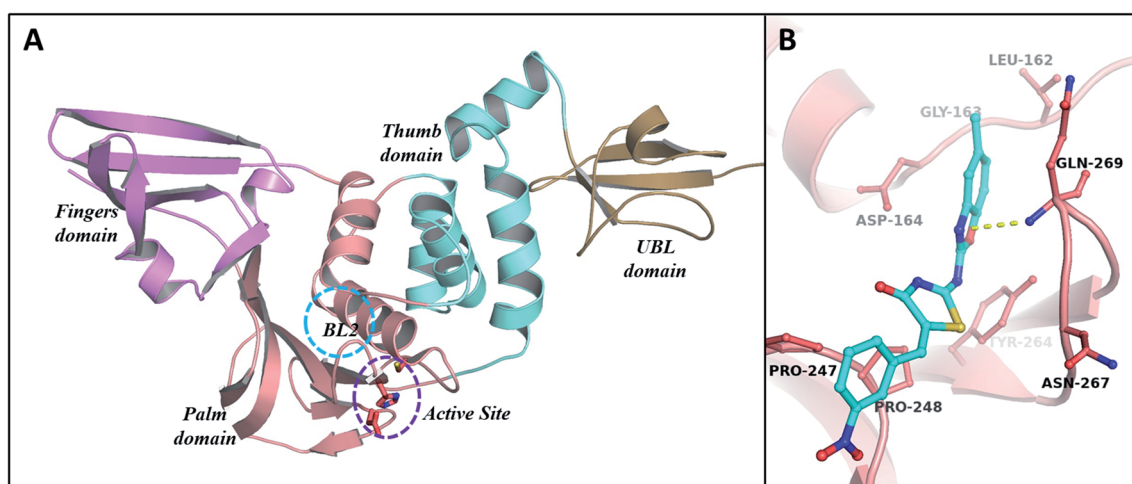 A
Thumb
domain
Fingers
domain
UBL
domain
BL2
Palm
domain
Active Site
B
LEU-162
GLY-163
GLN-269
ASP-164
TYR-264
PRO-247
ASN-267
PRO-248